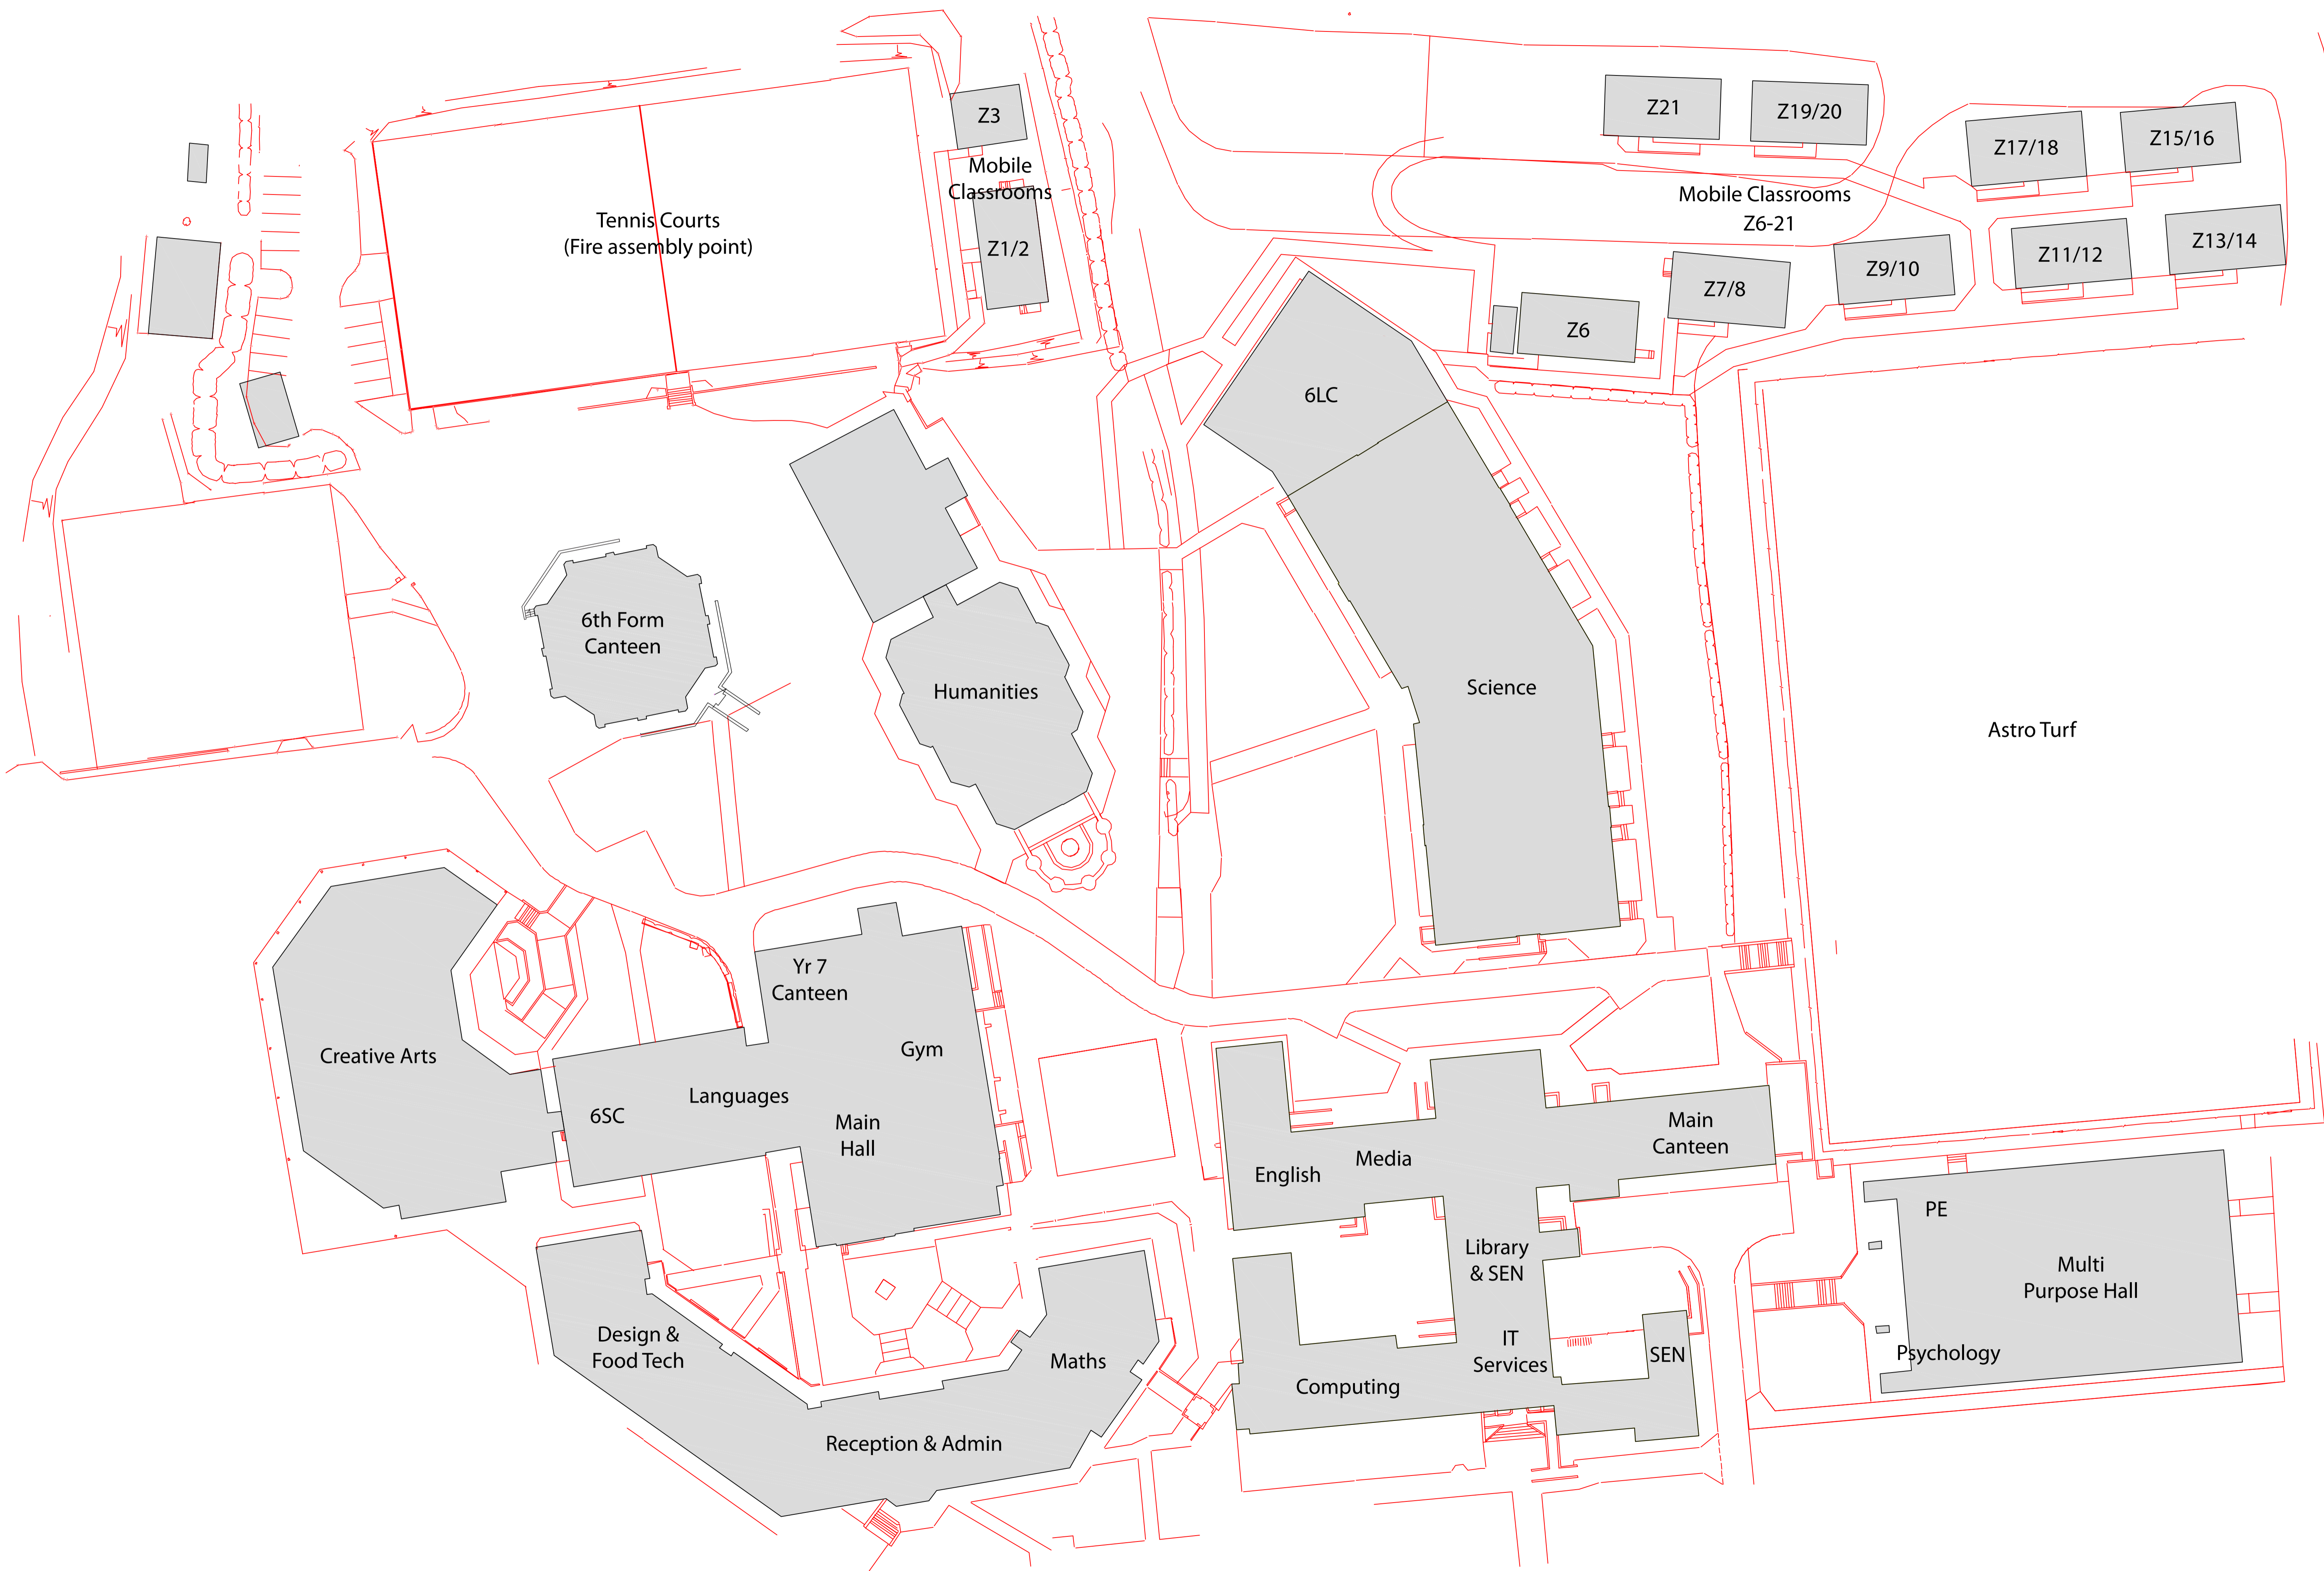 Z3
Mobile
Classrooms
Z1/2
Tennis Courts
(Fire assembly point)
Z21
Z19/20
Z17/18
Z15/16
Mobile Classrooms
Z6-21
Z13/14
Z11/12
Z9/10
Z7/8
Z6
6LC
6th Form
Canteen
Humanities
Science
Astro Turf
Yr 7
Canteen
Gym
Creative Arts
Languages
6SC
Main
Hall
Main
Canteen
Media
English
PE
Library
& SEN
Multi
Purpose Hall
Design &
Food Tech
Maths
IT
Services
SEN
Psychology
Computing
Reception & Admin